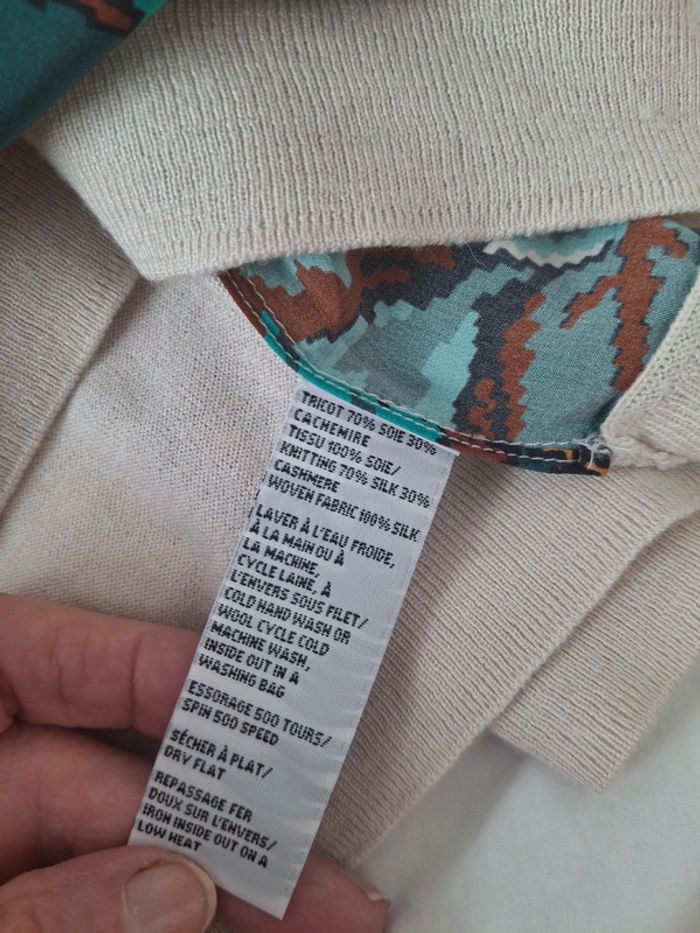 TRICOT 70% SOIE 30%
CACHEMIRE
TISSU 100% SOIE/
KNITTING 70% SILK 30%
CASHMERE
WOVEN FABRIC 100% SILK
LAVER À L'EAU FROIDE,
À LA MAIN OU À
LA MACHINE,
CYCLE LAINE, À
L'ENVERS SOUS FILET/
COLD HAND WASH OR
WOOL CYCLE COLD
MACHINE WASH,
INSIDE OUT IN A
WASHING BAG
ESSORAGE 500 TOURS/
SPIN 500 SPEED
SÉCHER À PLAT/
DRY FLAT
REPASSAGE FER
DOUX SUR L'ENVERS/
IRON INSIDE OUT ON A
LOW HEAT